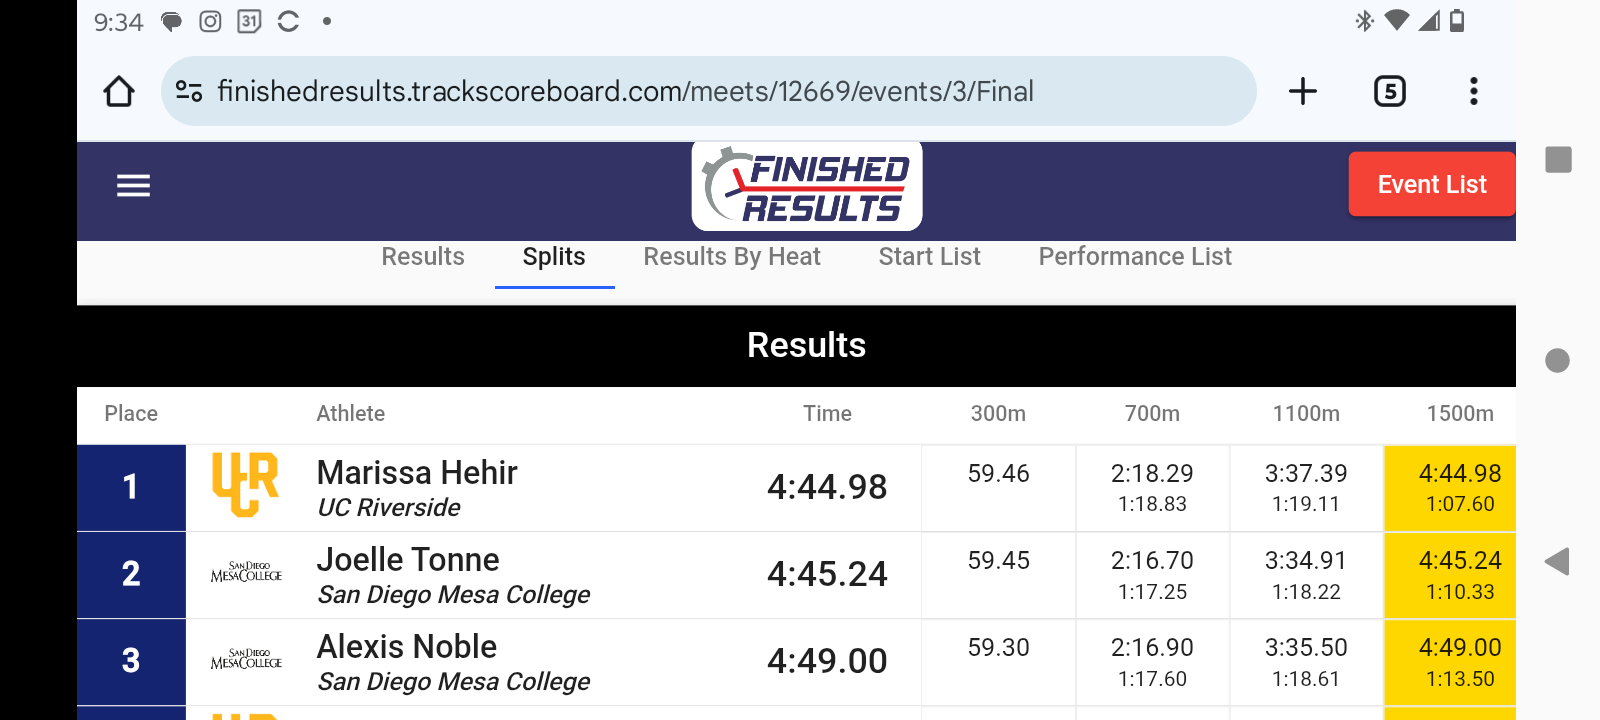 9:34 31
finishedresults.trackscoreboard.com/meets/12669/events/3/Final 5
FINISHED
RESULTS
Event List
Results Splits Results By Heat Start List Performance List
Results
Place Athlete Time 300m 700m 1100m 1500m
1 UCR Marissa Hehir 4:44.98 59.46 2:18.29 3:37.39 4:44.98
UC Riverside 1:18.83 1:19.11 1:07.60
2 SAN DIEGO MESA COLLEGE Joelle Tonne 4:45.24 59.45 2:16.70 3:34.91 4:45.24
San Diego Mesa College 1:17.25 1:18.22 1:10.33
3 SAN DIEGO MESA COLLEGE Alexis Noble 4:49.00 59.30 2:16.90 3:35.50 4:49.00
San Diego Mesa College 1:17.60 1:18.61 1:13.50